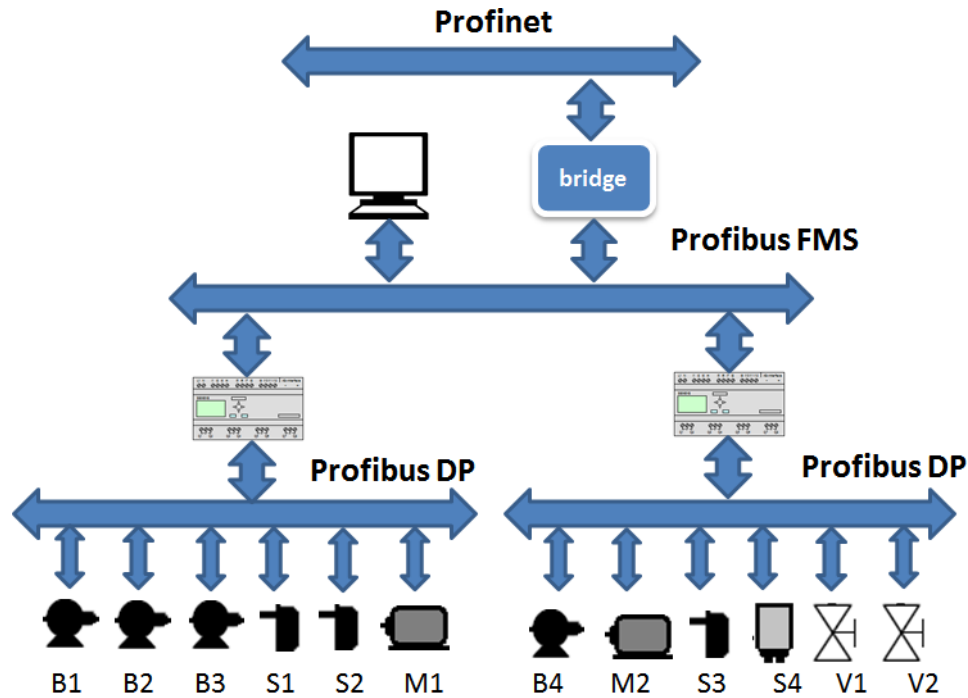 Profinet
bridge
Profibus FMS
Profibus DP
Profibus DP
B1 B2 B3 S1 S2 M1 B4 M2 S3 S4 V1 V2